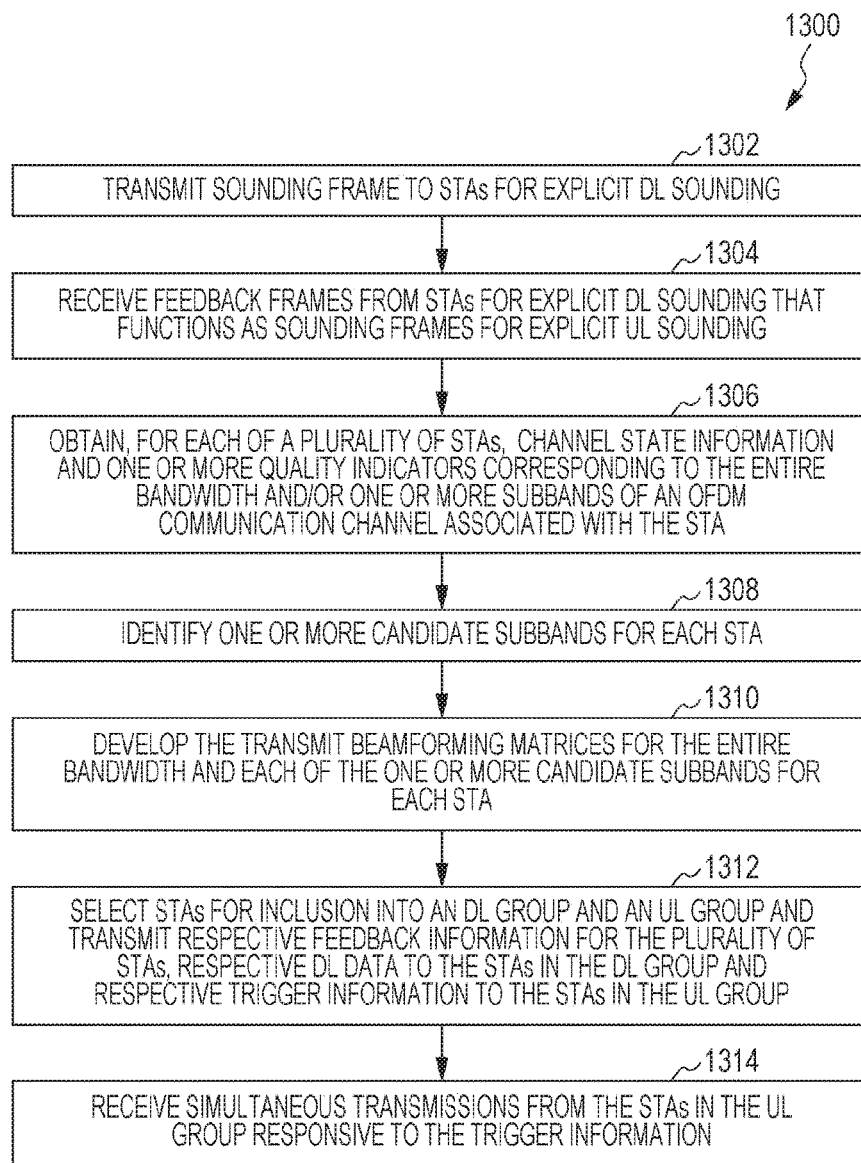 1300
1302
TRANSMIT SOUNDING FRAME TO STAs FOR EXPLICIT DL SOUNDING
1304
RECEIVE FEEDBACK FRAMES FROM STAs FOR EXPLICIT DL SOUNDING THAT
FUNCTIONS AS SOUNDING FRAMES FOR EXPLICIT UL SOUNDING
1306
OBTAIN, FOR EACH OF A PLURALITY OF STAs, CHANNEL STATE INFORMATION
AND ONE OR MORE QUALITY INDICATORS CORRESPONDING TO THE ENTIRE
BANDWIDTH AND/OR ONE OR MORE SUBBANDS OF AN OFDM
COMMUNICATION CHANNEL ASSOCIATED WITH THE STA
1308
IDENTIFY ONE OR MORE CANDIDATE SUBBANDS FOR EACH STA
1310
DEVELOP THE TRANSMIT BEAMFORMING MATRICES FOR THE ENTIRE
BANDWIDTH AND EACH OF THE ONE OR MORE CANDIDATE SUBBANDS FOR
EACH STA
1312
SELECT STAs FOR INCLUSION INTO AN DL GROUP AND AN UL GROUP AND
TRANSMIT RESPECTIVE FEEDBACK INFORMATION FOR THE PLURALITY OF
STAs, RESPECTIVE DL DATA TO THE STAs IN THE DL GROUP AND
RESPECTIVE TRIGGER INFORMATION TO THE STAs IN THE UL GROUP
1314
RECEIVE SIMULTANEOUS TRANSMISSIONS FROM THE STAs IN THE UL
GROUP RESPONSIVE TO THE TRIGGER INFORMATION